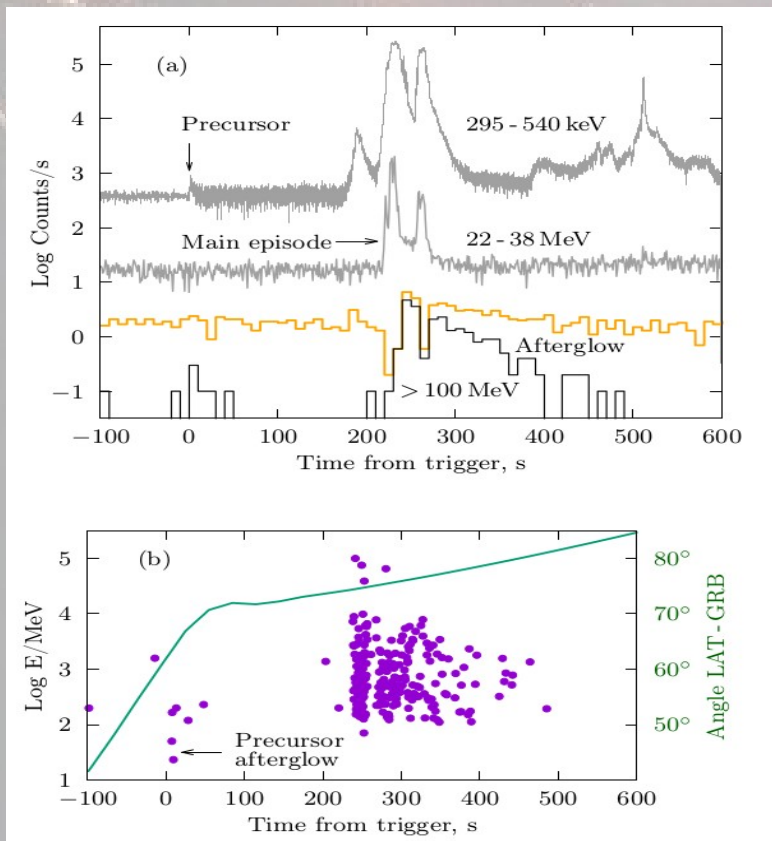 (a)
Precursor
295 - 540 keV
Main episode
22 - 38 MeV
Afterglow
> 100 MeV
Log Counts/s
5
4
3
2
1
0
−1
−100 0 100 200 300 400 500 600
Time from trigger, s
(b)
Precursor
afterglow
Log E/MeV
5
4
3
2
1
80°
70°
60°
50°
Angle LAT - GRB
−100 0 100 200 300 400 500 600
Time from trigger, s